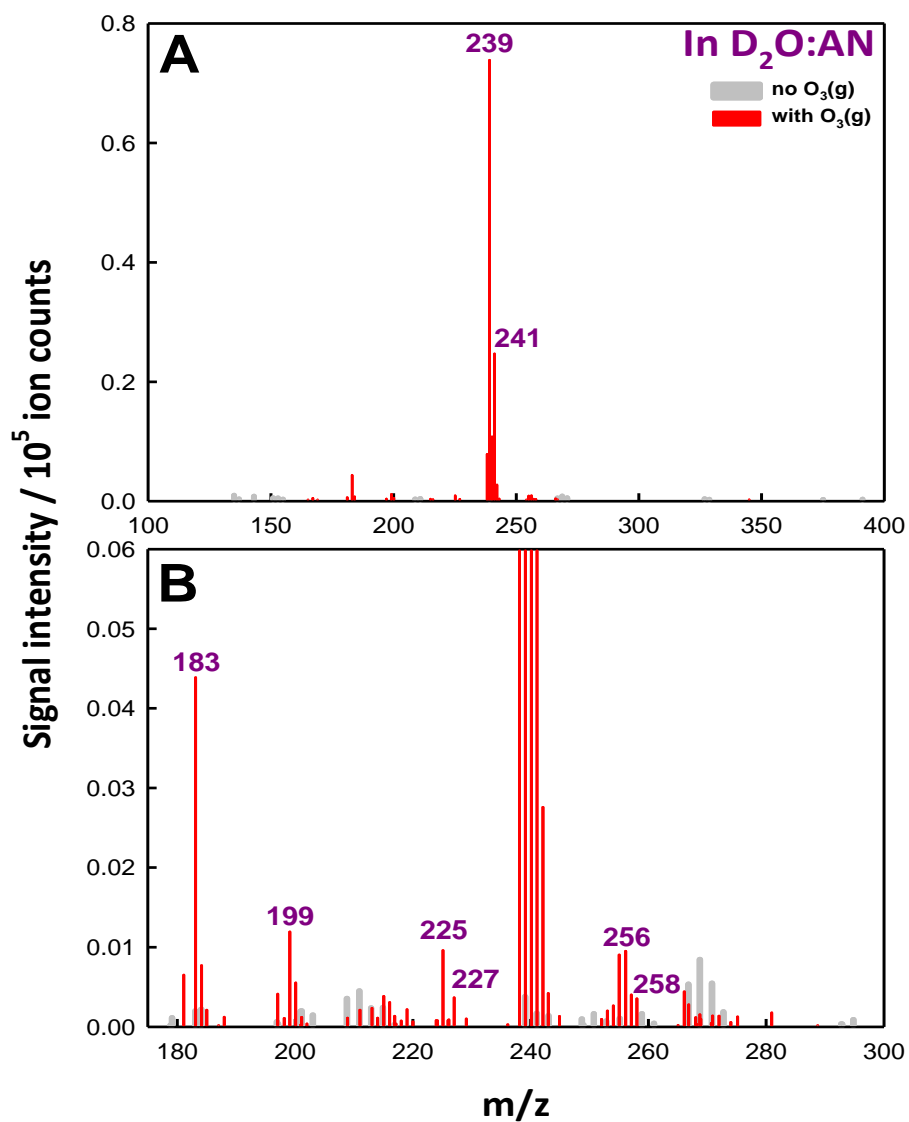 A
In D₂O:AN
no O₃(g)
with O₃(g)
239
241
0.8
0.6
0.4
0.2
0.0
100 150 200 250 300 350 400
Signal intensity / 10⁵ ion counts
B
0.06
0.05
0.04
0.03
0.02
0.01
0.00
183
199
225
227
256
258
180 200 220 240 260 280 300
m/z